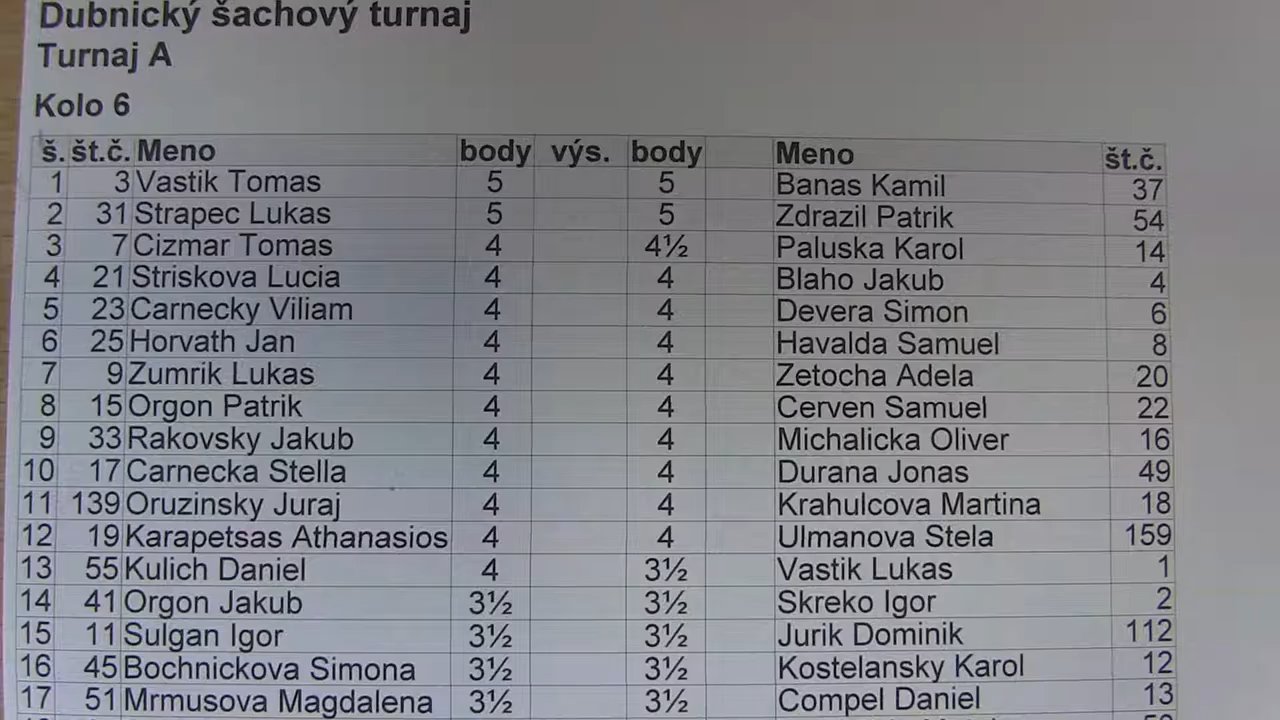 Dubnický šachový turnaj
Turnaj A
Kolo 6
š. št.č. Meno body výs. body Meno št.č.
1 3 Vastik Tomas 5 5 Banas Kamil 37
2 31 Strapec Lukas 5 5 Zdrazil Patrik 54
3 7 Cizmar Tomas 4 4½ Paluska Karol 14
4 21 Striskova Lucia 4 4 Blaho Jakub 4
5 23 Carnecky Viliam 4 4 Devera Simon 6
6 25 Horvath Jan 4 4 Havalda Samuel 8
7 9 Zumrik Lukas 4 4 Zetocha Adela 20
8 15 Orgon Patrik 4 4 Cerven Samuel 22
9 33 Rakovsky Jakub 4 4 Michalicka Oliver 16
10 17 Carnecka Stella 4 4 Durana Jonas 49
11 139 Oruzinsky Juraj 4 4 Krahulcova Martina 18
12 19 Karapetsas Athanasios 4 4 Ulmanova Stela 159
13 55 Kulich Daniel 4 3½ Vastik Lukas 1
14 41 Orgon Jakub 3½ 3½ Skreko Igor 2
15 11 Sulgan Igor 3½ 3½ Jurik Dominik 112
16 45 Bochnickova Simona 3½ 3½ Kostelansky Karol 12
17 51 Mrmusova Magdalena 3½ 3½ Compel Daniel 13